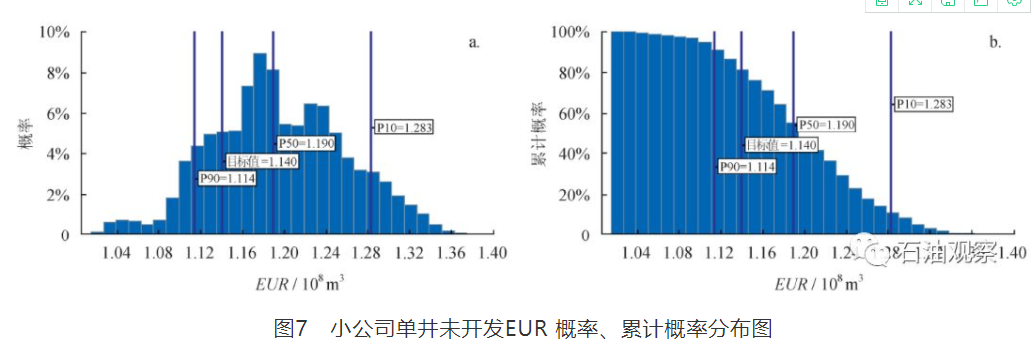 10%
8%
6%
4%
2%
0
概率
a.
P10=1.283
P50=1.190
目标值=1.140
P90=1.114
1.04 1.08 1.12 1.16 1.20 1.24 1.28 1.32 1.36 1.40
EUR / 10⁸ m³
100%
80%
60%
40%
20%
0
累计概率
b.
P10=1.283
P50=1.190
目标值=1.140
P90=1.114
1.04 1.08 1.12 1.16 1.20 1.24 1.28 1.40
EUR / 10⁸ m³
石油观察
图7 小公司单井未开发EUR 概率、累计概率分布图